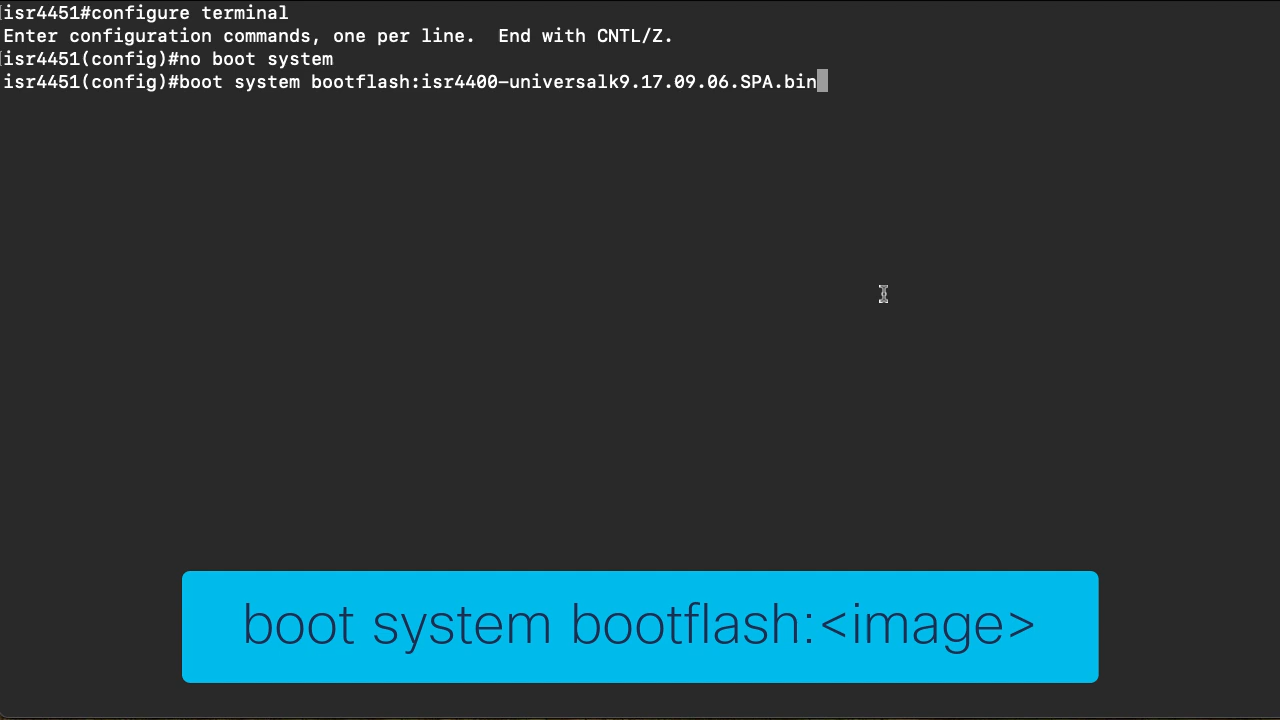 isr4451#configure terminal
Enter configuration commands, one per line.  End with CNTL/Z.
isr4451(config)#no boot system
isr4451(config)#boot system bootflash:isr4400-universalk9.17.09.06.SPA.bin
boot system bootflash:<image>